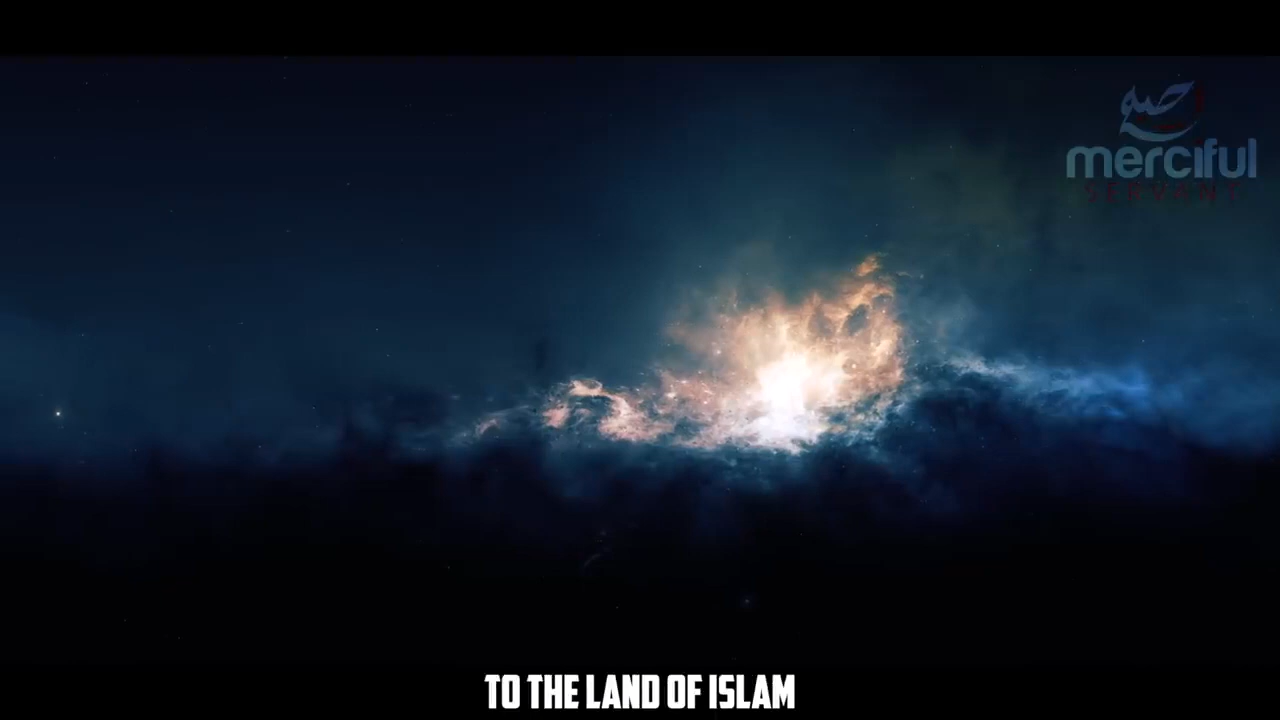 merciful
SERVANT
TO THE LAND OF ISLAM